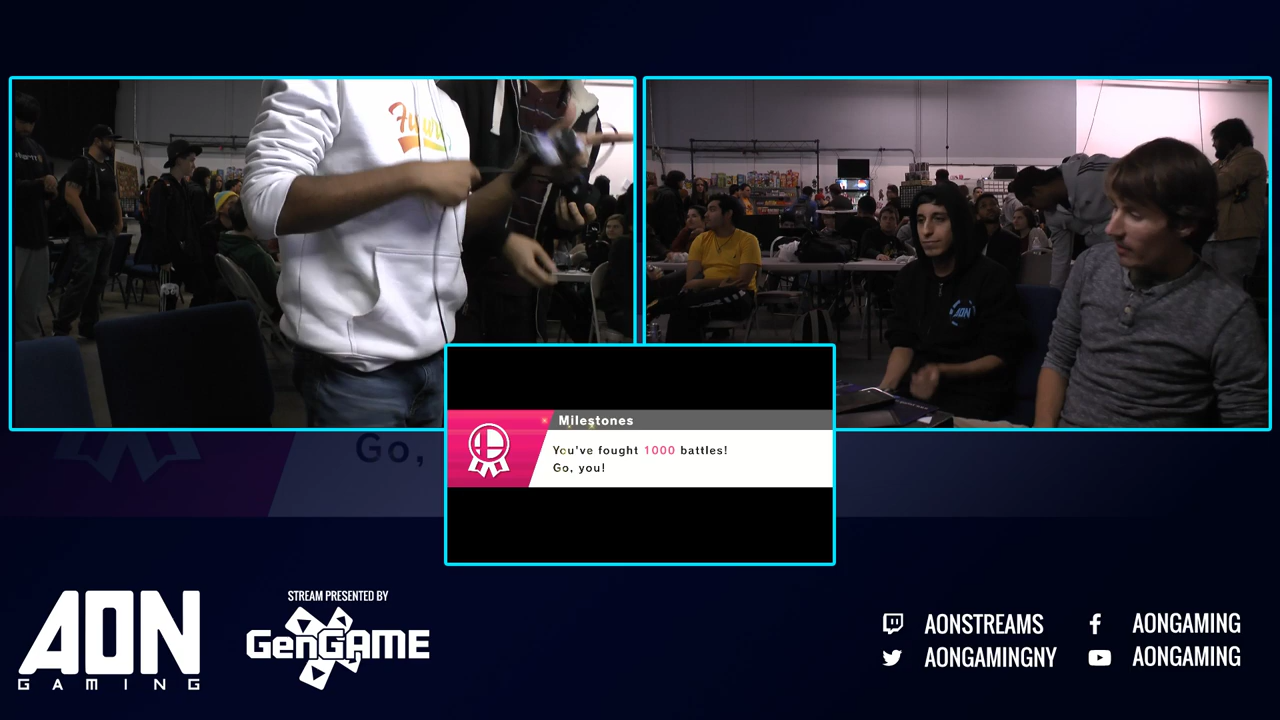 AON
Milestones
You've fought 1000 battles!
Go, you!
Go,
AON
GAMING
STREAM PRESENTED BY
GenGame
AONSTREAMS
AONGAMING
AONGAMINGNY
AONGAMING